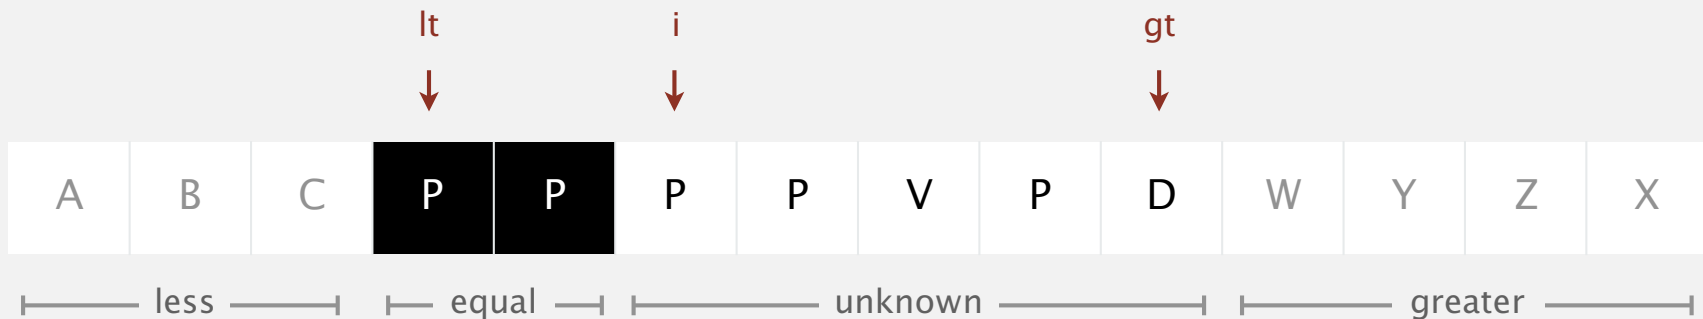 lt i gt
A B C P P P P V P D W Y Z X
less equal unknown greater